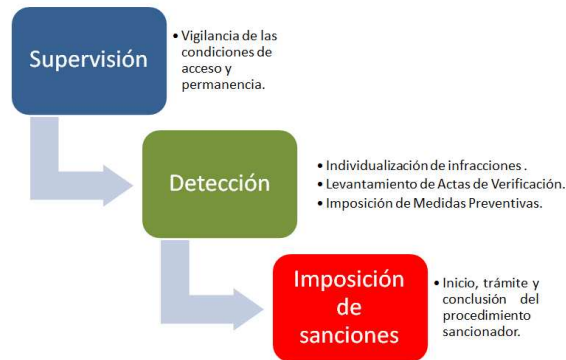 Supervisión
• Vigilancia de las
condiciones de
acceso y
permanencia.
Detección
• Individualización de infracciones .
• Levantamiento de Actas de Verificación.
• Imposición de Medidas Preventivas.
Imposición
de
sanciones
• Inicio, trámite y
conclusión del
procedimiento
sancionador.